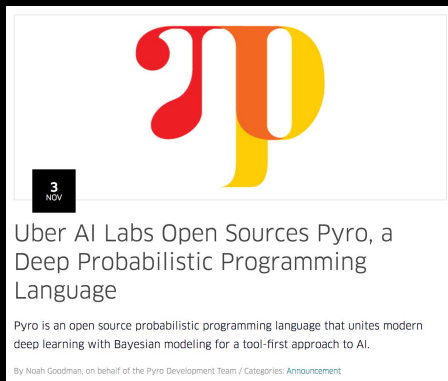 3
NOV
Uber AI Labs Open Sources Pyro, a
Deep Probabilistic Programming
Language
Pyro is an open source probabilistic programming language that unites modern
deep learning with Bayesian modeling for a tool-first approach to AI.
By Noah Goodman, on behalf of the Pyro Development Team / Categories: Announcement